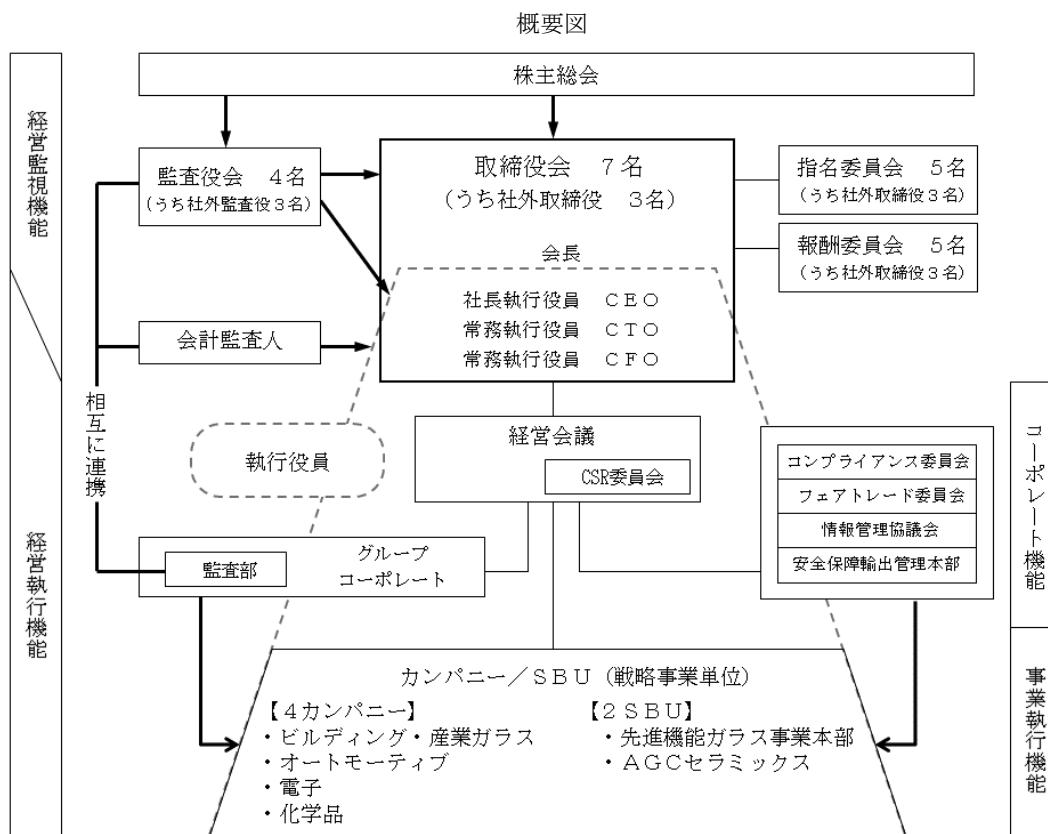 概要図
株主総会
経営監視機能
監査役会　４名
（うち社外監査役３名）
取締役会　７名
（うち社外取締役　３名）
指名委員会　５名
（うち社外取締役３名）
報酬委員会　５名
（うち社外取締役３名）
会長
社長執行役員　ＣＥＯ
常務執行役員　ＣＴＯ
常務執行役員　ＣＦＯ
会計監査人
相互に連携
執行役員
経営会議
CSR委員会
コンプライアンス委員会
フェアトレード委員会
情報管理協議会
安全保障輸出管理本部
コーポレート機能
経営執行機能
監査部
グループ
コーポレート
カンパニー／ＳＢＵ（戦略事業単位）
【４カンパニー】
・ビルディング・産業ガラス
・オートモーティブ
・電子
・化学品
【２ＳＢＵ】
・先進機能ガラス事業本部
・ＡＧＣセラミックス
事業執行機能